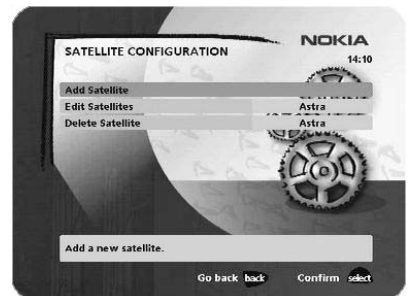 NOKIA
SATELLITE CONFIGURATION
14:10
Add Satellite
Edit Satellites Astra
Delete Satellite Astra
Add a new satellite.
Go back back Confirm select